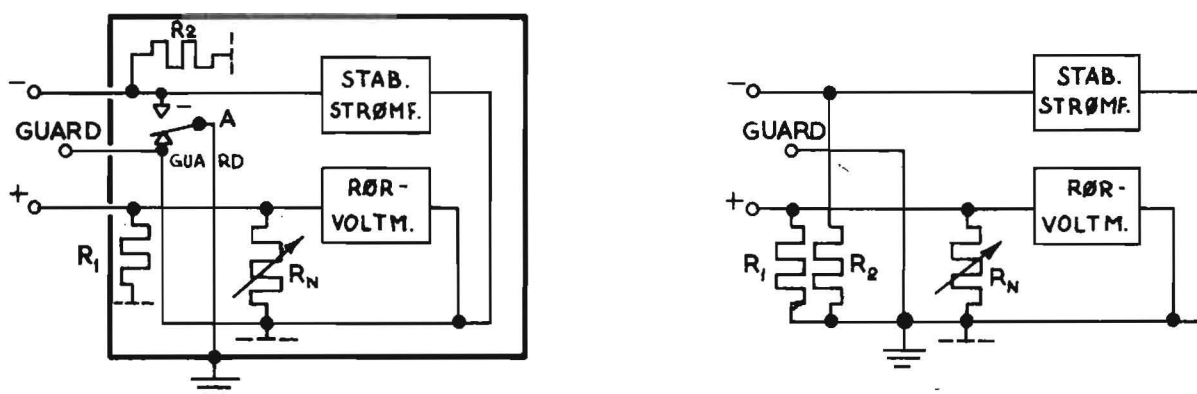 R2
−
STAB.
STRØMF.
−
A
GUARD
GUARD
+
RØR-
VOLTM.
R1
RN
−
STAB.
STRØMF.
GUARD
+
RØR-
VOLTM.
R1
R2
RN